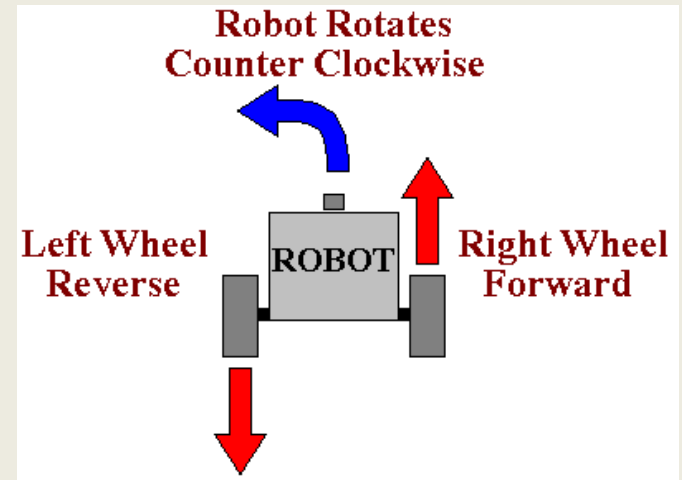 Robot Rotates
Counter Clockwise
Left Wheel
Reverse
ROBOT
Right Wheel
Forward